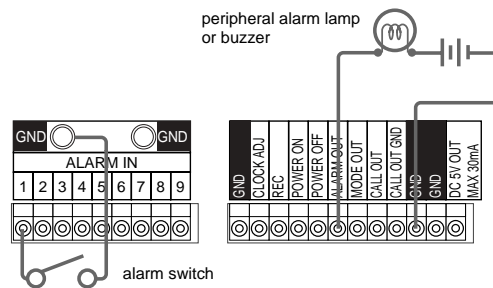 peripheral alarm lamp
or buzzer
GND
GND
ALARM IN
1 2 3 4 5 6 7 8 9
alarm switch
GND
CLOCK ADJ
REC
POWER ON
POWER OFF
ALARM OUT
MODE OUT
CALL OUT
CALL OUT GND
GND
GND
DC 5V OUT
MAX 30mA